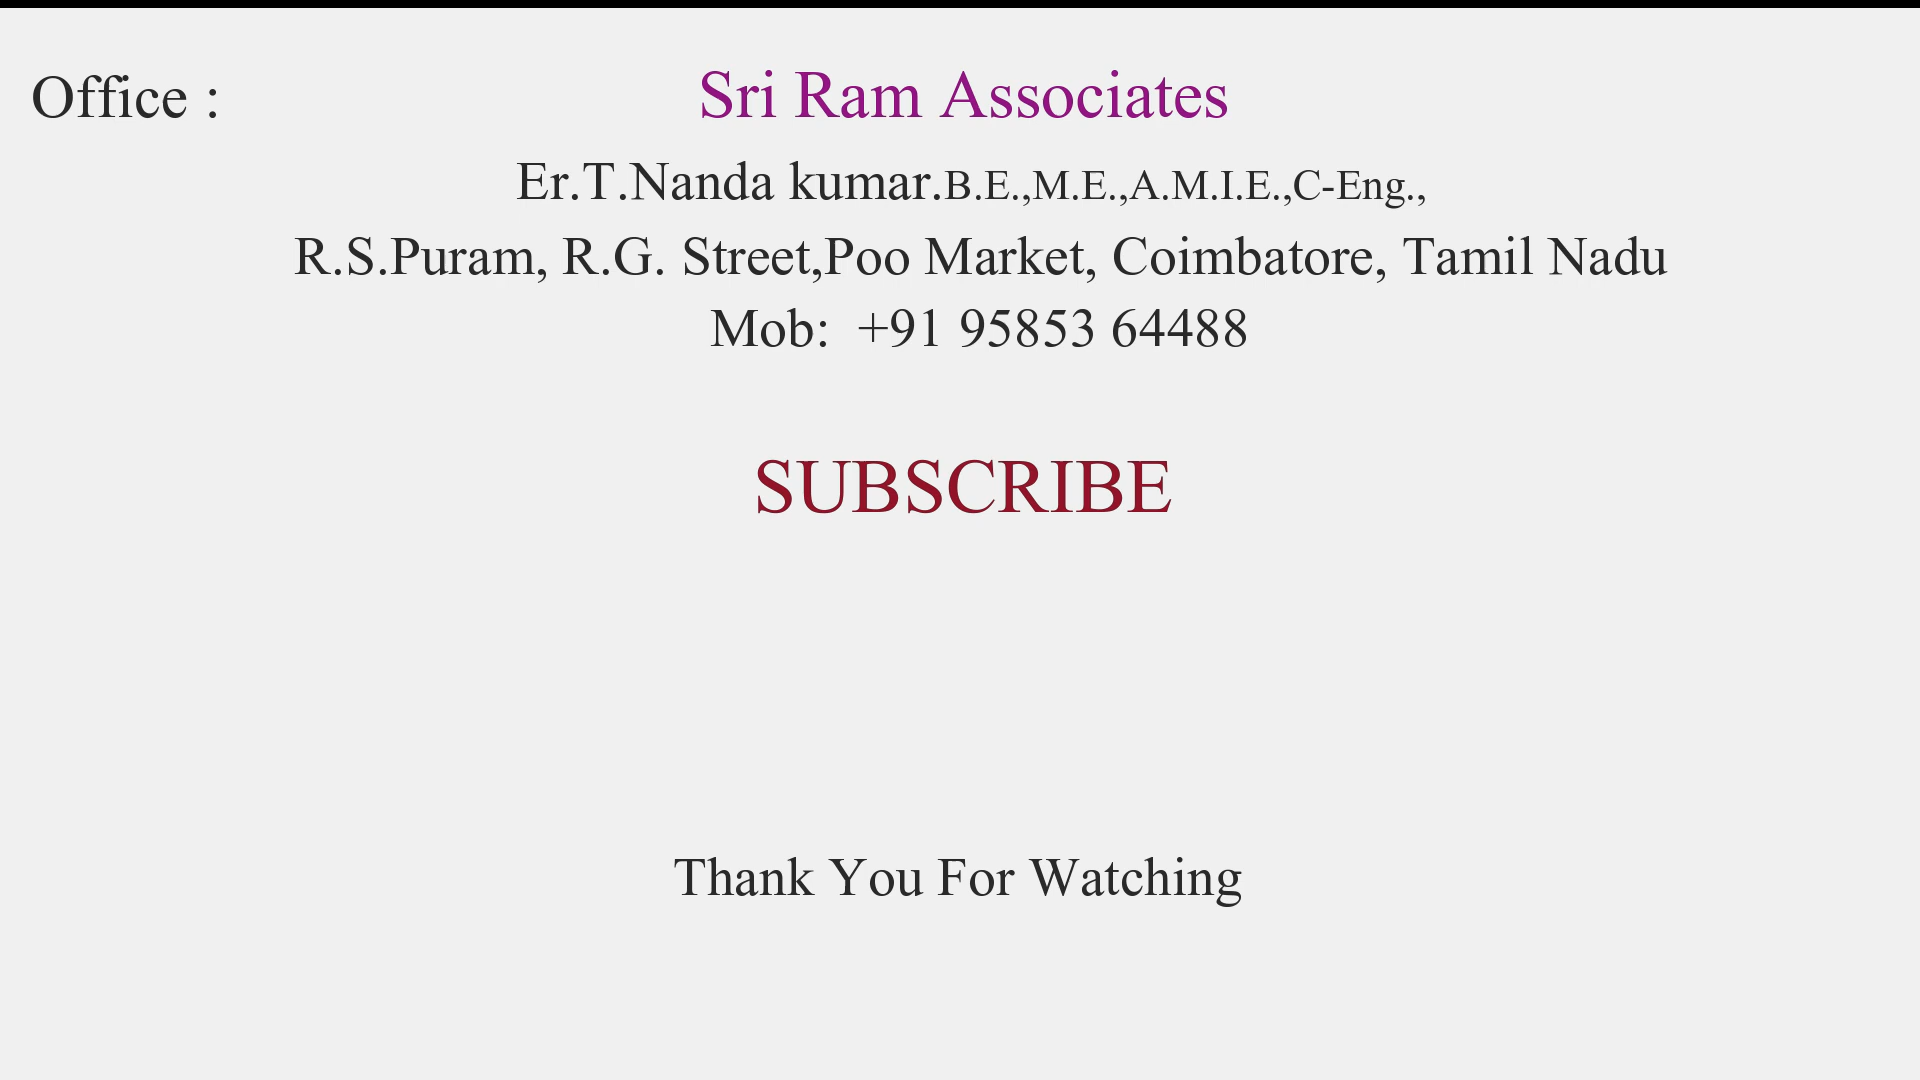 Office :
Sri Ram Associates
Er.T.Nanda kumar.B.E.,M.E.,A.M.I.E.,C-Eng.,
R.S.Puram, R.G. Street,Poo Market, Coimbatore, Tamil Nadu
Mob: +91 95853 64488
SUBSCRIBE
Thank You For Watching